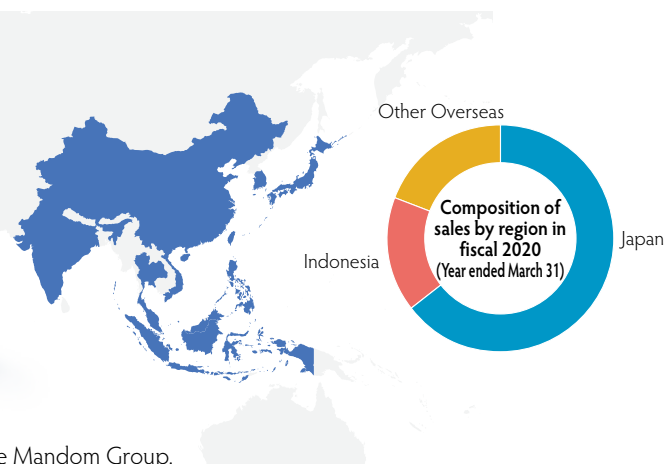 Other Overseas
Composition of
sales by region in
fiscal 2020
(Year ended March 31)
Japan
Indonesia
e Mandom Group.